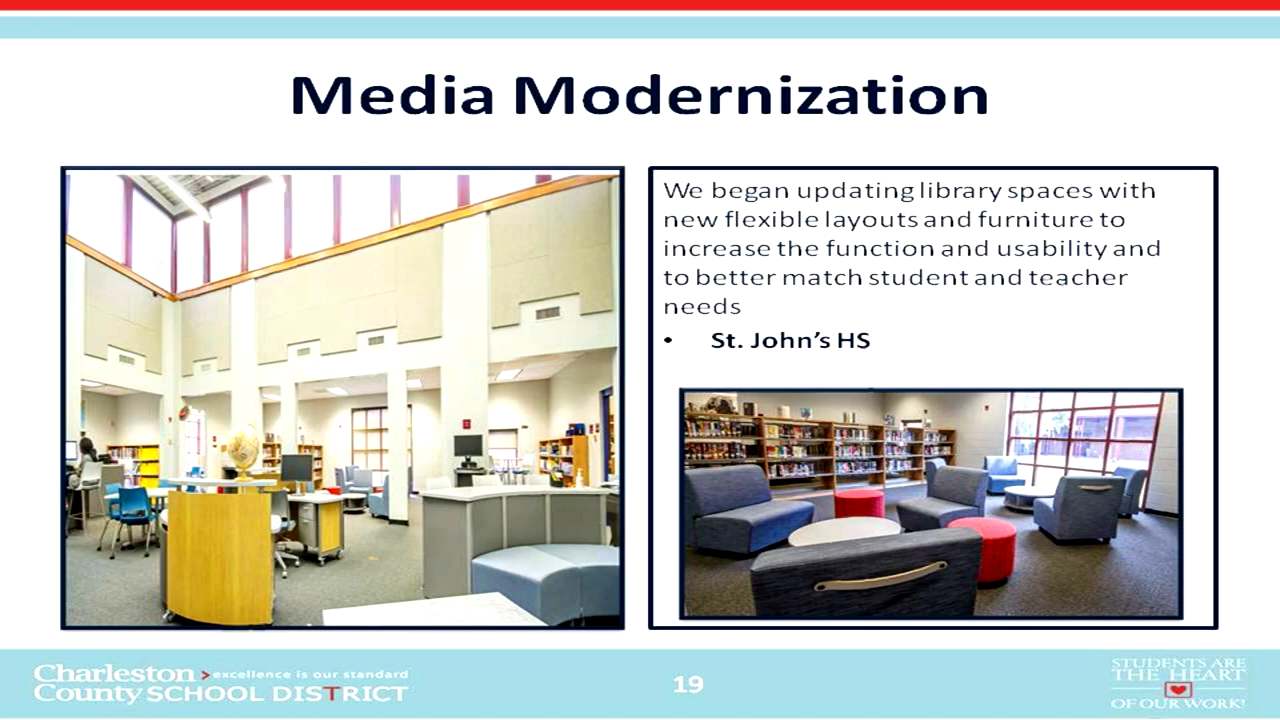 Media Modernization
We began updating library spaces with
new flexible layouts and furniture to
increase the function and usability and
to better match student and teacher
needs
• St. John's HS
Charleston > excellence is our standard
County SCHOOL DISTRICT
19
STUDENTS ARE
THE HEART
OF OUR WORK!